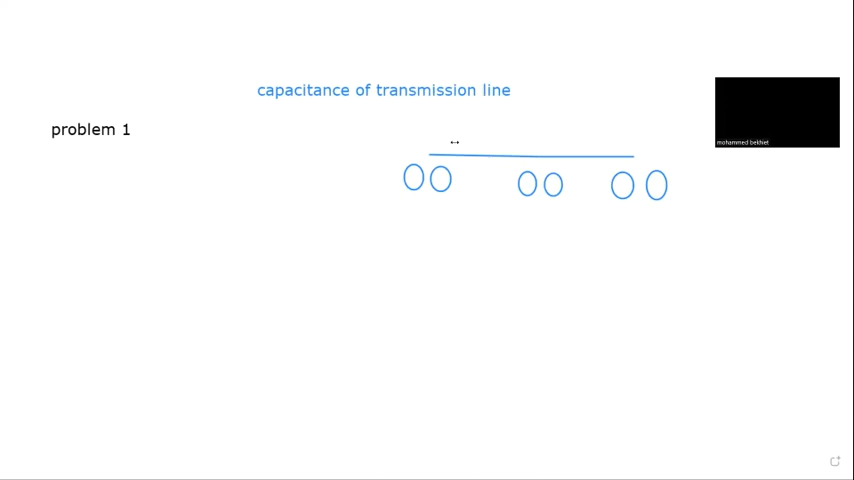 capacitance of transmission line
problem 1
mohammed bekhiet